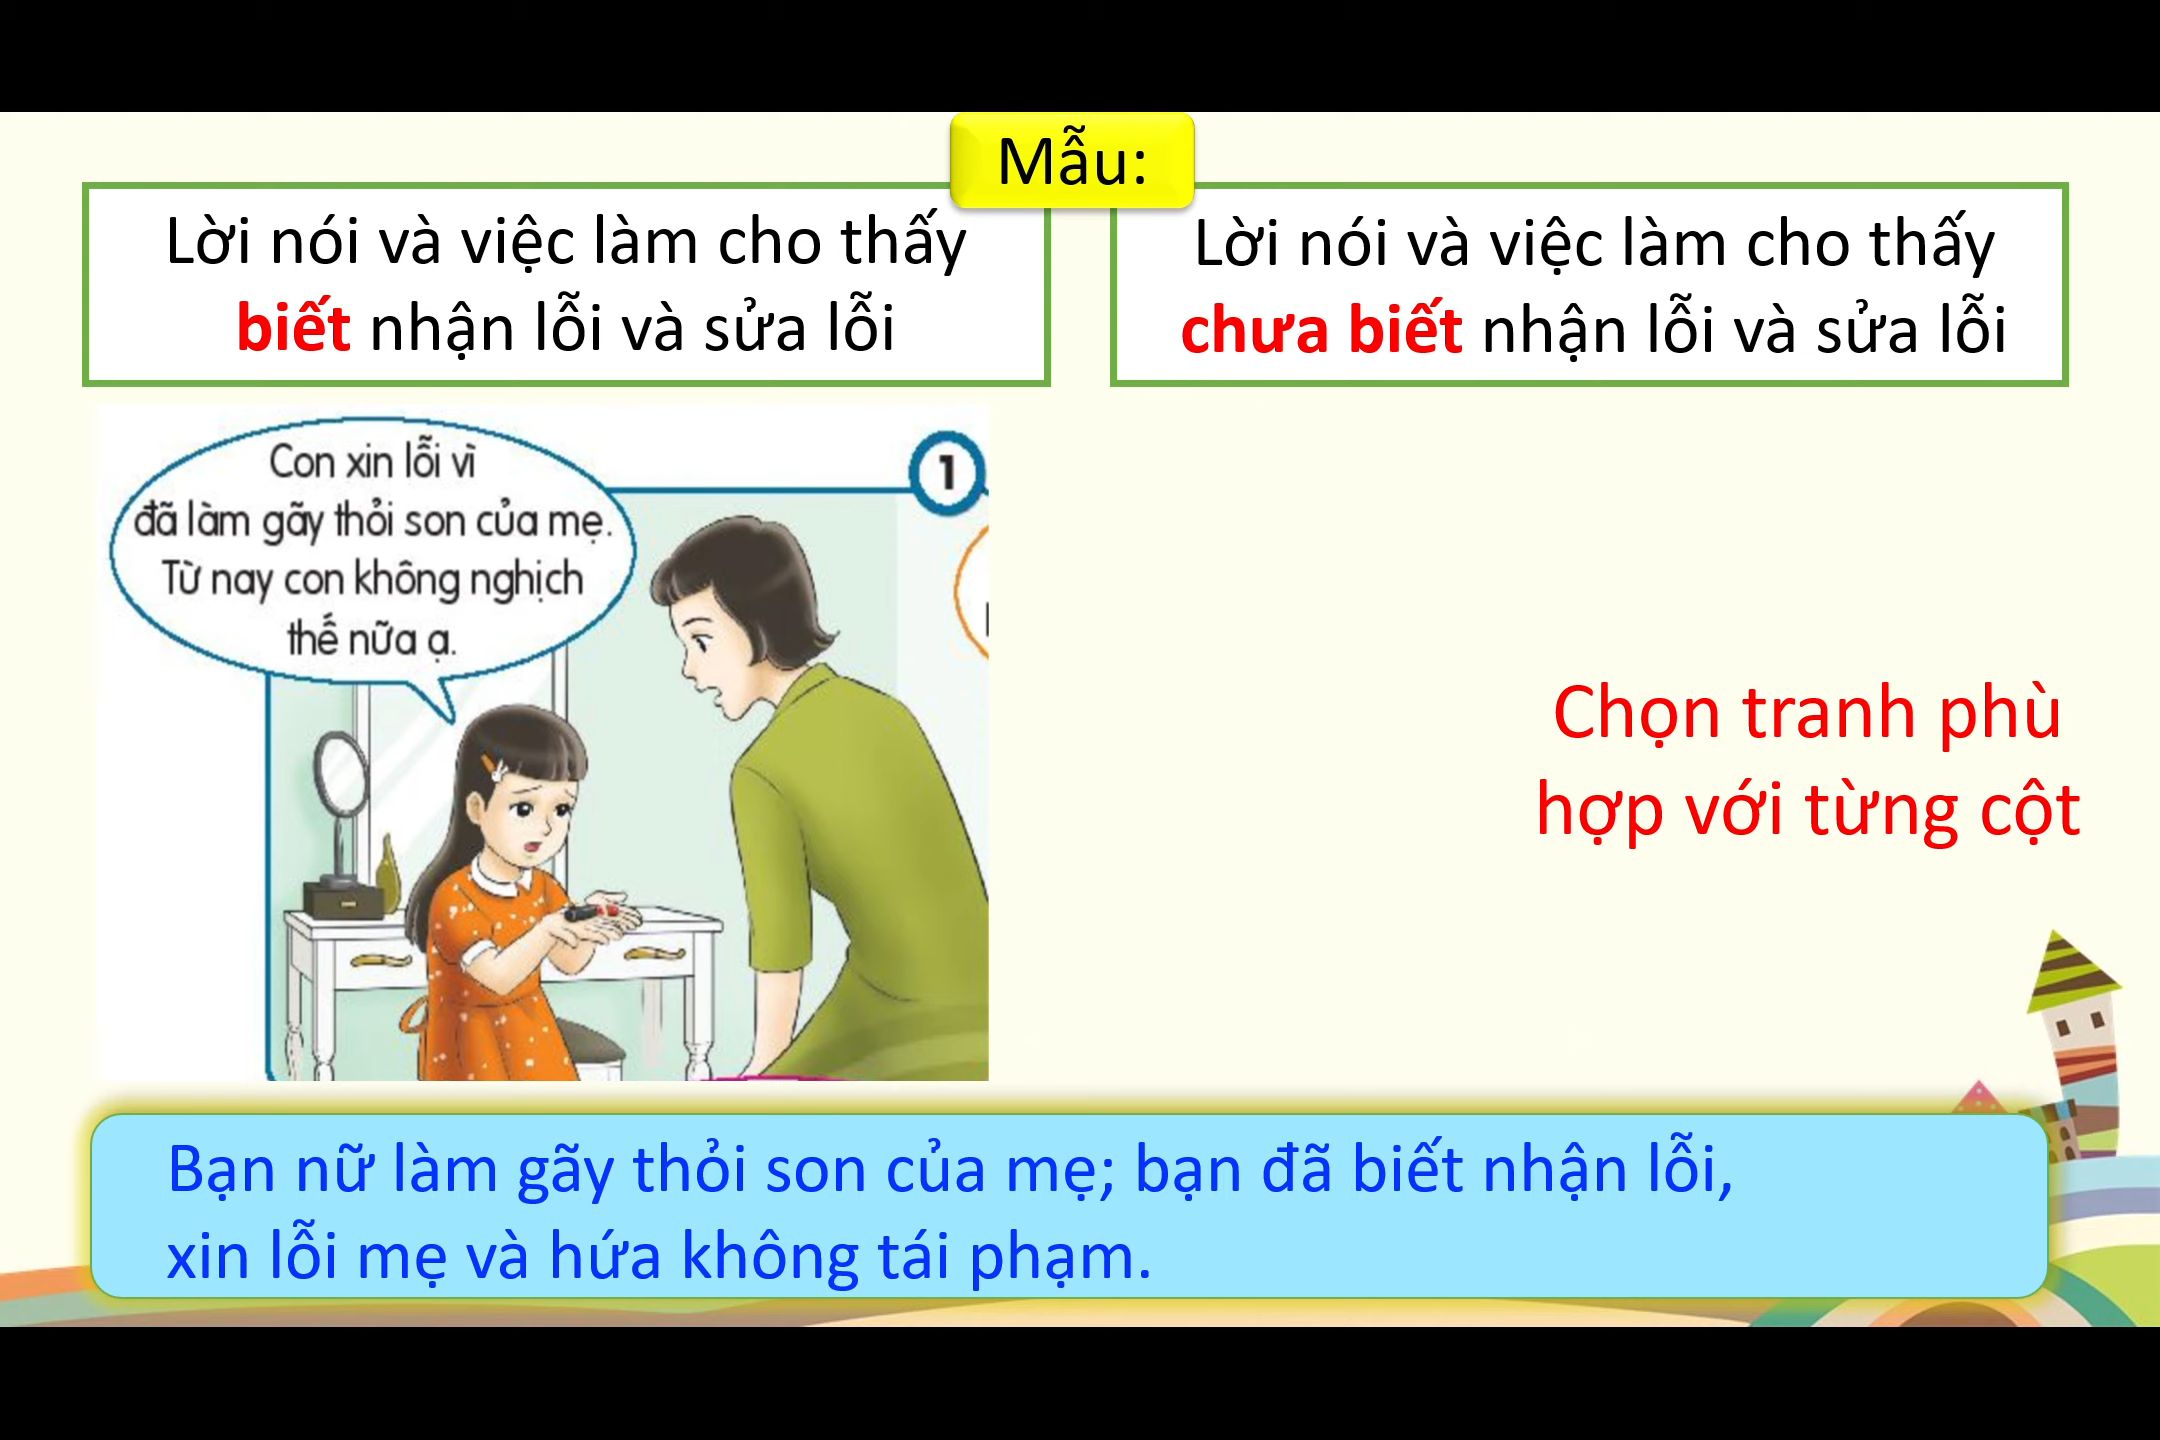 Mẫu:
Lời nói và việc làm cho thấy
biết nhận lỗi và sửa lỗi
Lời nói và việc làm cho thấy
chưa biết nhận lỗi và sửa lỗi
Con xin lỗi vì
đã làm gãy thỏi son của mẹ.
Từ nay con không nghịch
thế nữa ạ.
1
Chọn tranh phù
hợp với từng cột
Bạn nữ làm gãy thỏi son của mẹ; bạn đã biết nhận lỗi,
xin lỗi mẹ và hứa không tái phạm.